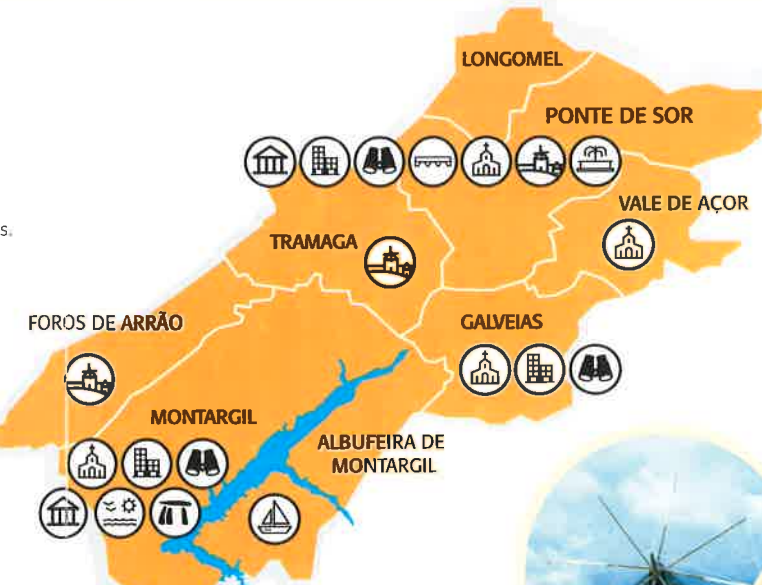 LONGOMEL
PONTE DE SOR
VALE DE AÇOR
s.
TRAMAGA
FOROS DE ARRÃO
GALVEIAS
MONTARGIL
ALBUFEIRA DE
MONTARGIL